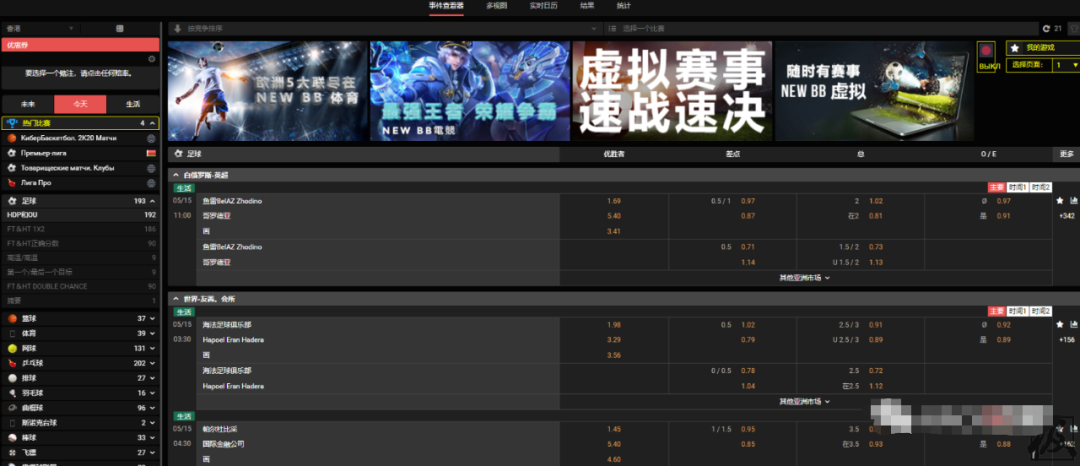 事件查看器 多视图 实时日历 结果 统计
香港
按竞争排序
选择一个比赛
21
优惠券
要选择一个赌注，请点击任何赔率。
未来 今天 生活
热门比赛 4
КиберБаскетбол. 2K20 Матчи
Премьер-лига
Товарищеские матчи. Клубы
Лига Про
足球 193
HDP和OU 192
FT＆HT 1X2 186
FT＆HT正确分数 90
高温/高温 9
第一个/最后一个目标 9
FT＆HT DOUBLE CHANCE 90
摘要 1
篮球 37
体育 39
网球 131
乒乓球 202
排球 27
羽毛球 16
曲棍球 96
斯诺克台球 2
棒球 33
飞镖 27
欧洲5大联尽在
NEW BB 体育
最强王者 荣耀争霸
NEW BB電競
虚拟赛事
速战速决
随时有赛事
NEW BB 虚拟
ВЫКЛ
我的游戏
选择页面： 1
足球 优胜者 差点 总 O / E 更多
白俄罗斯-英超
生活 主要 时间1 时间2
05/15 鱼雷BelAZ Zhodino 1.69 0.5 / 1 0.97 2 1.02 Ø 0.97
11:00 哥罗德亚 5.40 0.87 在2 0.81 是 0.91 +342
画 3.41
鱼雷BelAZ Zhodino 0.5 0.71 1.5 / 2 0.73
哥罗德亚 1.14 U 1.5 / 2 1.13
其他亚洲市场
世界-友高。会所
生活 主要 时间1 时间2
05/15 海法足球俱乐部 1.98 0.5 1.02 2.5 / 3 0.91 Ø 0.92
03:30 Hapoel Eran Hadera 3.29 0.79 U 2.5 / 3 0.89 是 0.89 +156
画 3.56
海法足球俱乐部 0 / 0.5 0.78 2.5 0.72
Hapoel Eran Hadera 1.04 在2.5 1.12
其他亚洲市场
生活
05/15 帕尔杜比采 1.45 1 / 1.5 0.95 3.5
04:30 国际金融公司 5.40 0.85 在3.5 0.93 是 0.88
画 4.60